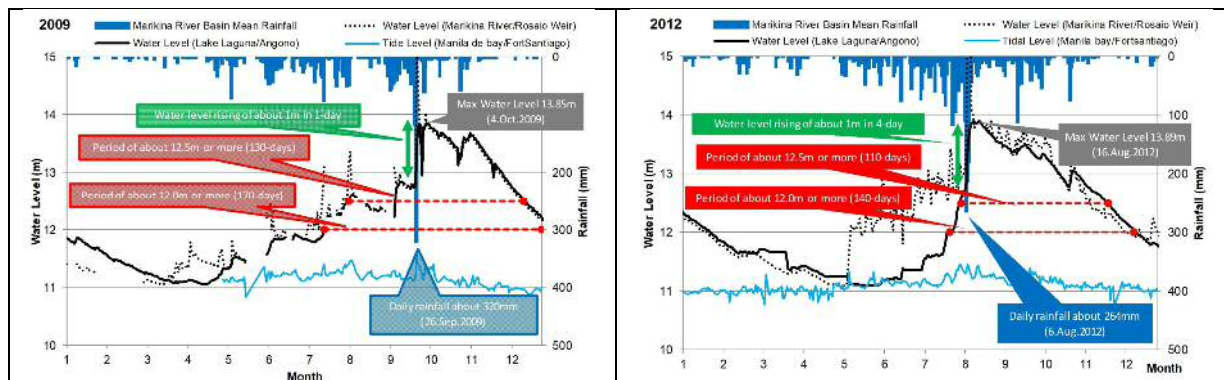 2009
Marikina River Basin Mean Rainfall
Water Level (Marikina River/Rosaio Weir)
Water Level (Lake Laguna/Angono)
Tide Level (Manila de bay/FortSantiago)
15
14
13
12
11
10
Water Level (m)
0
100
200
300
400
500
Rainfall (mm)
Water level rising of about 1m in 1-day
Max Water Level 13.85m
(4.Oct.2009)
Period of about 12.5m or more (130-days)
Period of about 12.0m or more (170-days)
Daily rainfall about 320mm
(26.Sep.2009)
1 2 3 4 5 6 7 8 9 10 11 12
Month
2012
Marikina River Basin Mean Rainfall
Water Level (Marikina River/Rosaio Weir)
Water Level (Lake Laguna/Angono)
Tidal Level (Manila bay/Fortsantiago)
15
14
13
12
11
10
Water Level (m)
0
100
200
300
400
500
Rainfall (mm)
Water level rising of about 1m in 4-day
Max Water Level 13.89m
(16.Aug.2012)
Period of about 12.5m or more (110-days)
Period of about 12.0m or more (140-days)
Daily rainfall about 264mm
(6.Aug.2012)
1 2 3 4 5 6 7 8 9 10 11 12
Month